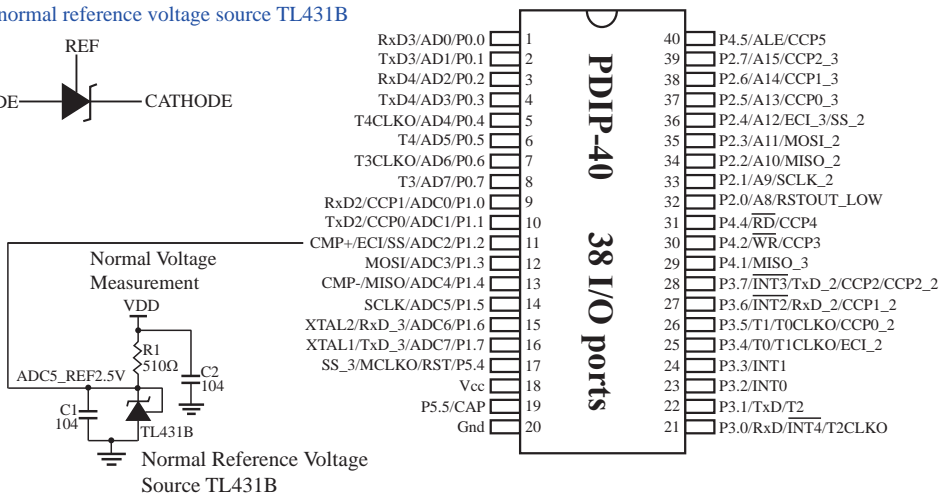 normal reference voltage source TL431B
REF
CATHODE
RxD3/AD0/P0.0 1
TxD3/AD1/P0.1 2
RxD4/AD2/P0.2 3
TxD4/AD3/P0.3 4
T4CLKO/AD4/P0.4 5
T4/AD5/P0.5 6
T3CLKO/AD6/P0.6 7
T3/AD7/P0.7 8
RxD2/CCP1/ADC0/P1.0 9
TxD2/CCP0/ADC1/P1.1 10
CMP+/ECI/SS/ADC2/P1.2 11
MOSI/ADC3/P1.3 12
CMP-/MISO/ADC4/P1.4 13
SCLK/ADC5/P1.5 14
XTAL2/RxD_3/ADC6/P1.6 15
XTAL1/TxD_3/ADC7/P1.7 16
SS_3/MCLKO/RST/P5.4 17
Vcc 18
P5.5/CAP 19
Gnd 20
PDIP-40 38 I/O ports
40 P4.5/ALE/CCP5
39 P2.7/A15/CCP2_3
38 P2.6/A14/CCP1_3
37 P2.5/A13/CCP0_3
36 P2.4/A12/ECI_3/SS_2
35 P2.3/A11/MOSI_2
34 P2.2/A10/MISO_2
33 P2.1/A9/SCLK_2
32 P2.0/A8/RSTOUT_LOW
31 P4.4/RD/CCP4
30 P4.2/WR/CCP3
29 P4.1/MISO_3
28 P3.7/INT3/TxD_2/CCP2/CCP2_2
27 P3.6/INT2/RxD_2/CCP1_2
26 P3.5/T1/T0CLKO/CCP0_2
25 P3.4/T0/T1CLKO/ECI_2
24 P3.3/INT1
23 P3.2/INT0
22 P3.1/TxD/T2
21 P3.0/RxD/INT4/T2CLKO
Normal Voltage
Measurement
VDD
R1
510Ω
C2
104
ADC5_REF2.5V
C1
104
TL431B
Normal Reference Voltage
Source TL431B